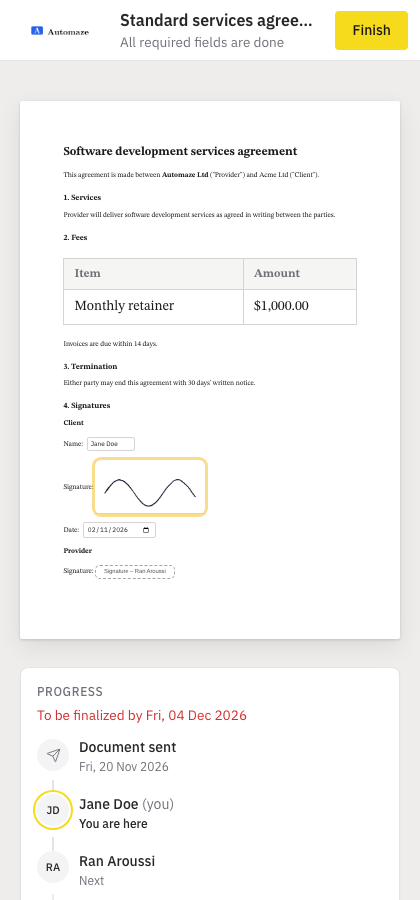 A Automaze
Standard services agree...
All required fields are done
Finish
Software development services agreement
This agreement is made between Automaze Ltd ("Provider") and Acme Ltd ("Client").
1. Services
Provider will deliver software development services as agreed in writing between the parties.
2. Fees
Item Amount
Monthly retainer $1,000.00
Invoices are due within 14 days.
3. Termination
Either party may end this agreement with 30 days' written notice.
4. Signatures
Client
Name: Jane Doe
Signature:
Date: 02/11/2026
Provider
Signature: Signature – Ran Aroussi
PROGRESS
To be finalized by Fri, 04 Dec 2026
Document sent
Fri, 20 Nov 2026
JD Jane Doe (you)
You are here
RA Ran Aroussi
Next